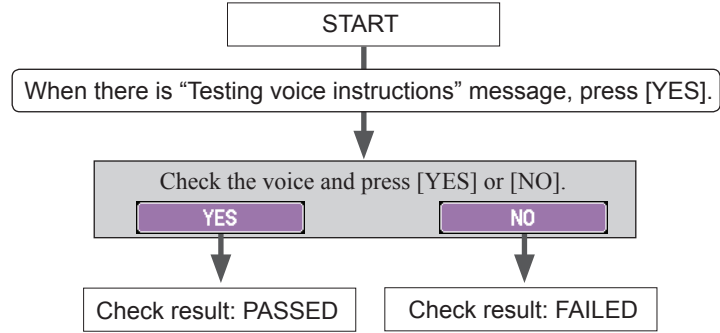 START
When there is “Testing voice instructions” message, press [YES].
Check the voice and press [YES] or [NO].
YES NO
Check result: PASSED Check result: FAILED